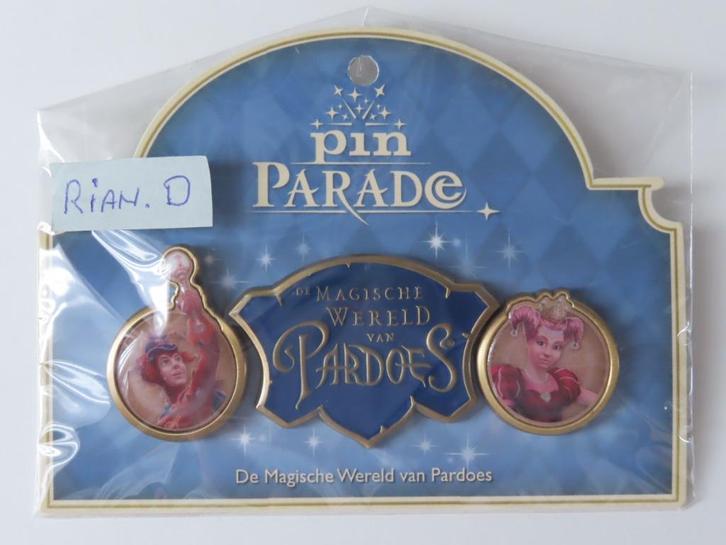 pin
PARADE
RIAN. D
DE MAGISCHE
WERELD
VAN
PARDOES
De Magische Wereld van Pardoes